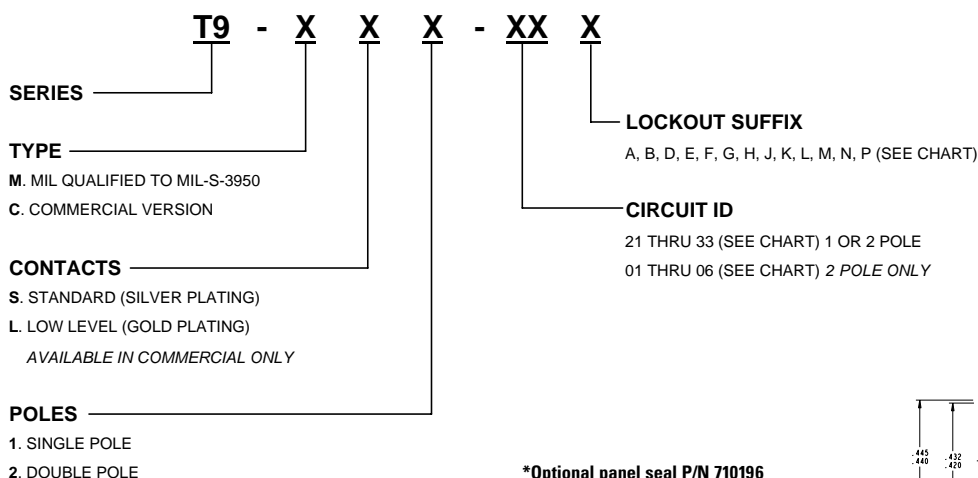 T9 - X X X - XX X
SERIES
TYPE
M. MIL QUALIFIED TO MIL-S-3950
C. COMMERCIAL VERSION
CONTACTS
S. STANDARD (SILVER PLATING)
L. LOW LEVEL (GOLD PLATING)
AVAILABLE IN COMMERCIAL ONLY
POLES
1. SINGLE POLE
2. DOUBLE POLE
LOCKOUT SUFFIX
A, B, D, E, F, G, H, J, K, L, M, N, P (SEE CHART)
CIRCUIT ID
21 THRU 33 (SEE CHART) 1 OR 2 POLE
01 THRU 06 (SEE CHART) 2 POLE ONLY
*Optional panel seal P/N 710196
.445 .432
.440 .420